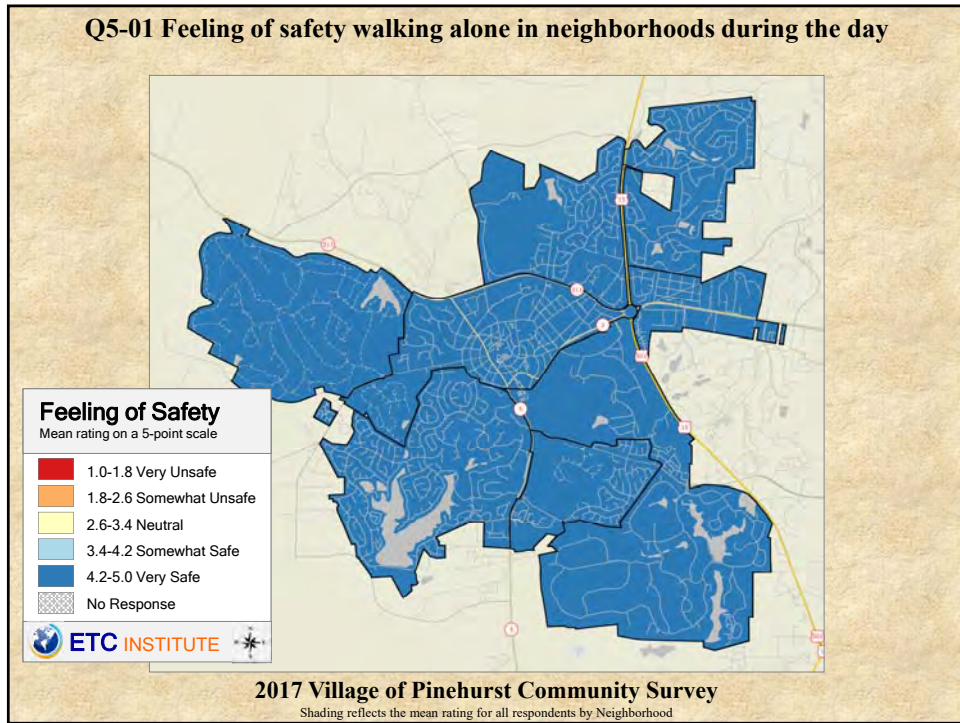 Q5-01 Feeling of safety walking alone in neighborhoods during the day
Feeling of Safety
Mean rating on a 5-point scale
1.0-1.8 Very Unsafe
1.8-2.6 Somewhat Unsafe
2.6-3.4 Neutral
3.4-4.2 Somewhat Safe
4.2-5.0 Very Safe
No Response
ETC INSTITUTE
2017 Village of Pinehurst Community Survey
Shading reflects the mean rating for all respondents by Neighborhood